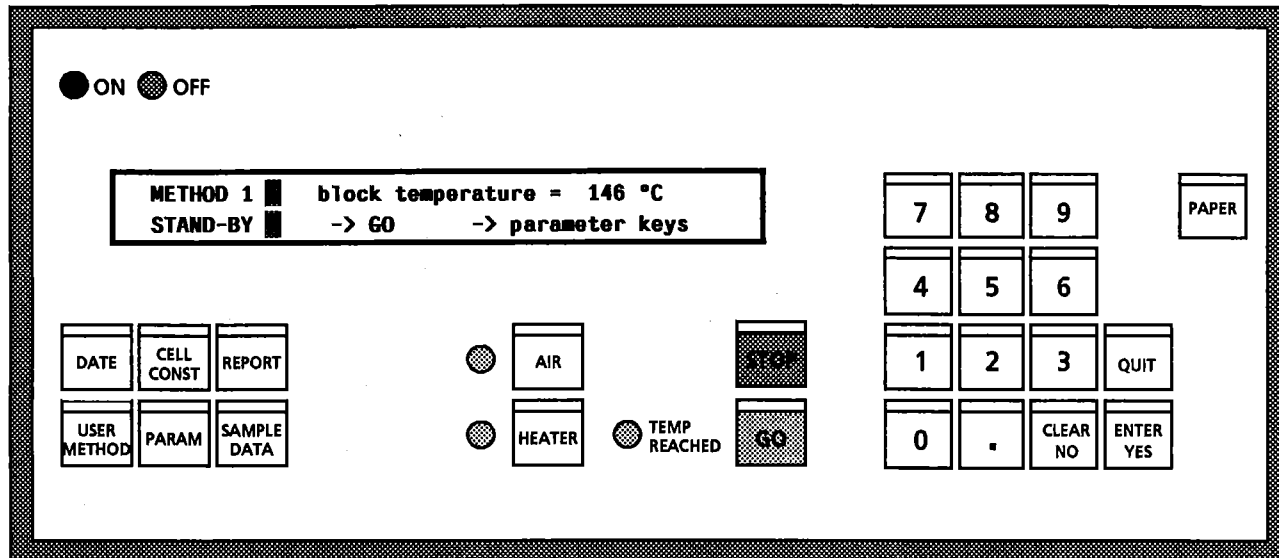 ON OFF
METHOD 1 block temperature = 146 °C
STAND-BY -> GO -> parameter keys
7 8 9 PAPER
4 5 6
DATE CELL CONST REPORT AIR STOP 1 2 3 QUIT
USER METHOD PARAM SAMPLE DATA HEATER TEMP REACHED GO 0 . CLEAR NO ENTER YES